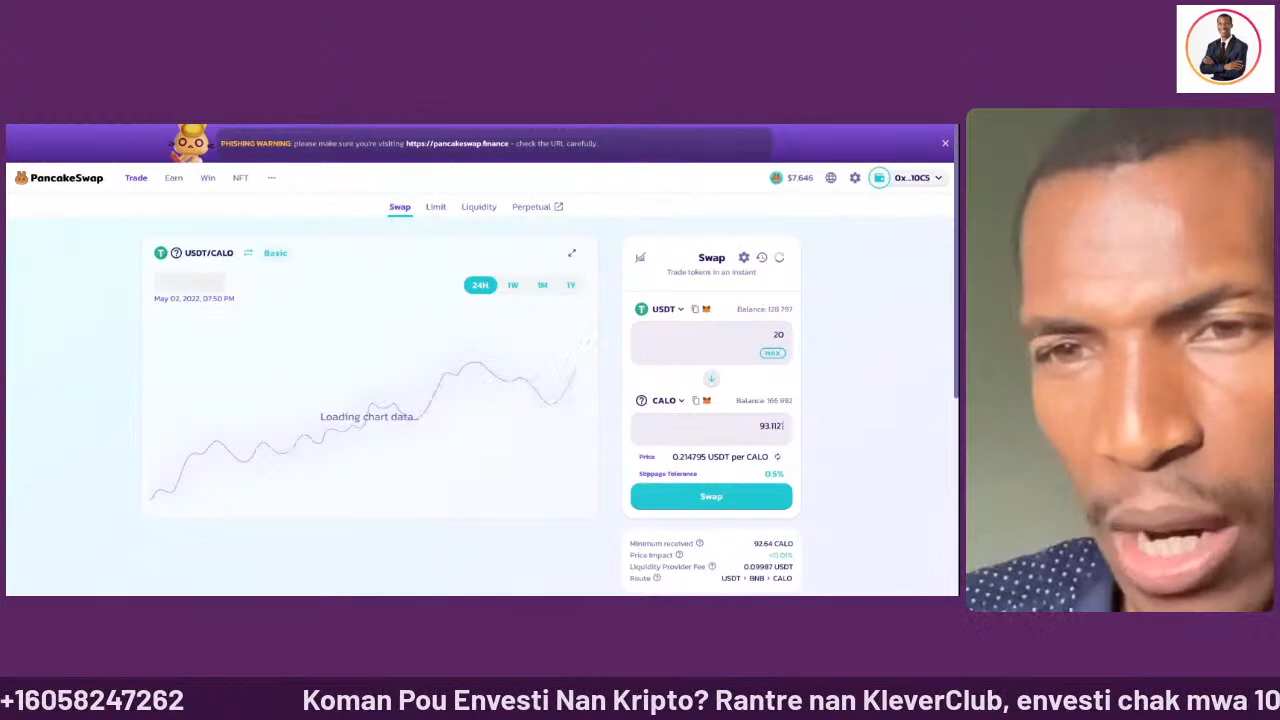 PHISHING WARNING: please make sure you're visiting https://pancakeswap.finance - check the URL carefully.
PancakeSwap
Trade
Earn
Win
NFT
$7.646
0x...10C5
Swap
Limit
Liquidity
Perpetual
USDT/CALO
Basic
May 02, 2022, 07:50 PM
24H
1W
1M
1Y
Loading chart data...
Swap
Trade tokens in an instant
USDT
Balance: 128.797
20
MAX
CALO
Balance: 166.992
93.1121
Price
0.214795 USDT per CALO
Slippage Tolerance
0.5%
Swap
Minimum received
92.64 CALO
Price Impact
<0.01%
Liquidity Provider Fee
0.09987 USDT
Route
USDT > BNB > CALO
+16058247262
Koman Pou Envesti Nan Kripto? Rantre nan KleverClub, envesti chak mwa 10